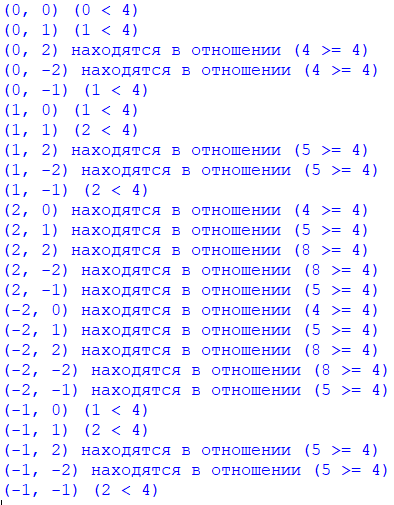 (0, 0) (0 < 4)
(0, 1) (1 < 4)
(0, 2) находятся в отношении (4 >= 4)
(0, -2) находятся в отношении (4 >= 4)
(0, -1) (1 < 4)
(1, 0) (1 < 4)
(1, 1) (2 < 4)
(1, 2) находятся в отношении (5 >= 4)
(1, -2) находятся в отношении (5 >= 4)
(1, -1) (2 < 4)
(2, 0) находятся в отношении (4 >= 4)
(2, 1) находятся в отношении (5 >= 4)
(2, 2) находятся в отношении (8 >= 4)
(2, -2) находятся в отношении (8 >= 4)
(2, -1) находятся в отношении (5 >= 4)
(-2, 0) находятся в отношении (4 >= 4)
(-2, 1) находятся в отношении (5 >= 4)
(-2, 2) находятся в отношении (8 >= 4)
(-2, -2) находятся в отношении (8 >= 4)
(-2, -1) находятся в отношении (5 >= 4)
(-1, 0) (1 < 4)
(-1, 1) (2 < 4)
(-1, 2) находятся в отношении (5 >= 4)
(-1, -2) находятся в отношении (5 >= 4)
(-1, -1) (2 < 4)